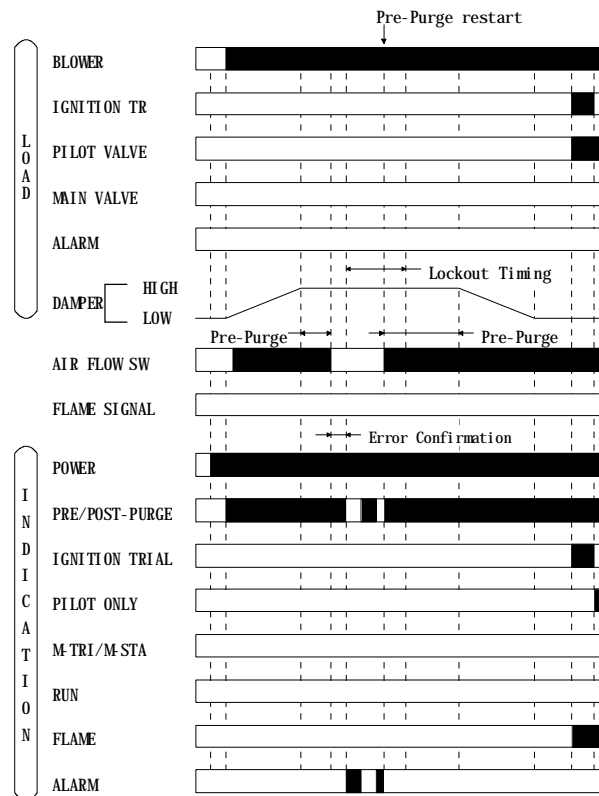 Pre-Purge restart
LOAD
BLOWER
IGNITION TR
PILOT VALVE
MAIN VALVE
ALARM
Lockout Timing
DAMPER
HIGH
LOW
Pre-Purge
Pre-Purge
AIR FLOW SW
FLAME SIGNAL
Error Confirmation
INDICATION
POWER
PRE/POST-PURGE
IGNITION TRIAL
PILOT ONLY
M-TRI/M-STA
RUN
FLAME
ALARM